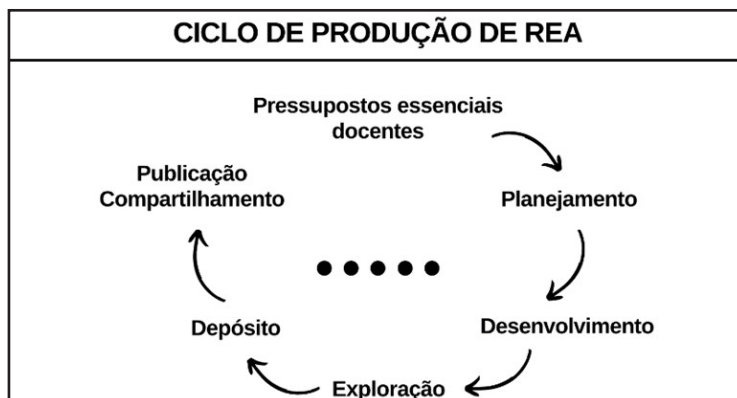 CICLO DE PRODUÇÃO DE REA
Pressupostos essenciais
docentes
Planejamento
Desenvolvimento
Exploração
Depósito
Publicação
Compartilhamento